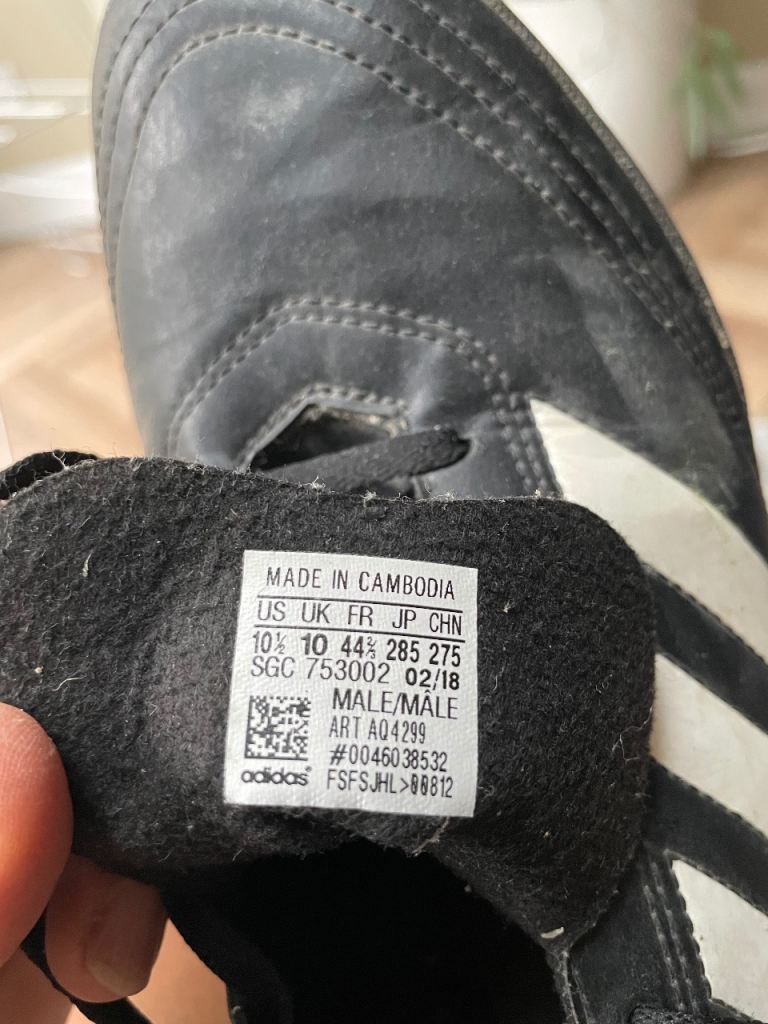 MADE IN CAMBODIA
US UK FR JP CHN
10½ 10 44⅔ 285 275
SGC 753002 02/18
MALE/MÂLE
ART AQ4299
#0046038532
adidas FSFSJHL>00812